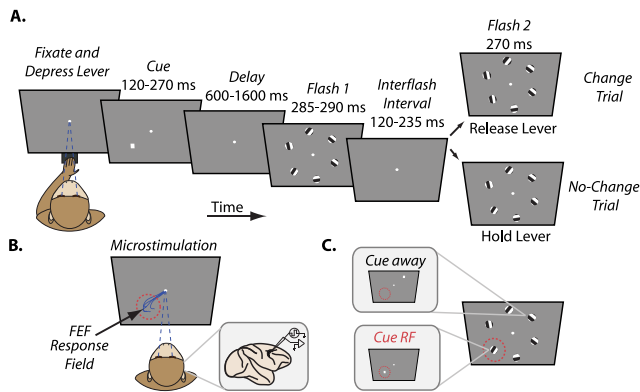 A.
Fixate and
Depress Lever
Cue
120-270 ms
Delay
600-1600 ms
Flash 1
285-290 ms
Interflash
Interval
120-235 ms
Flash 2
270 ms
Release Lever
Change
Trial
Hold Lever
No-Change
Trial
Time
B.
Microstimulation
FEF
Response
Field
C.
Cue away
Cue RF